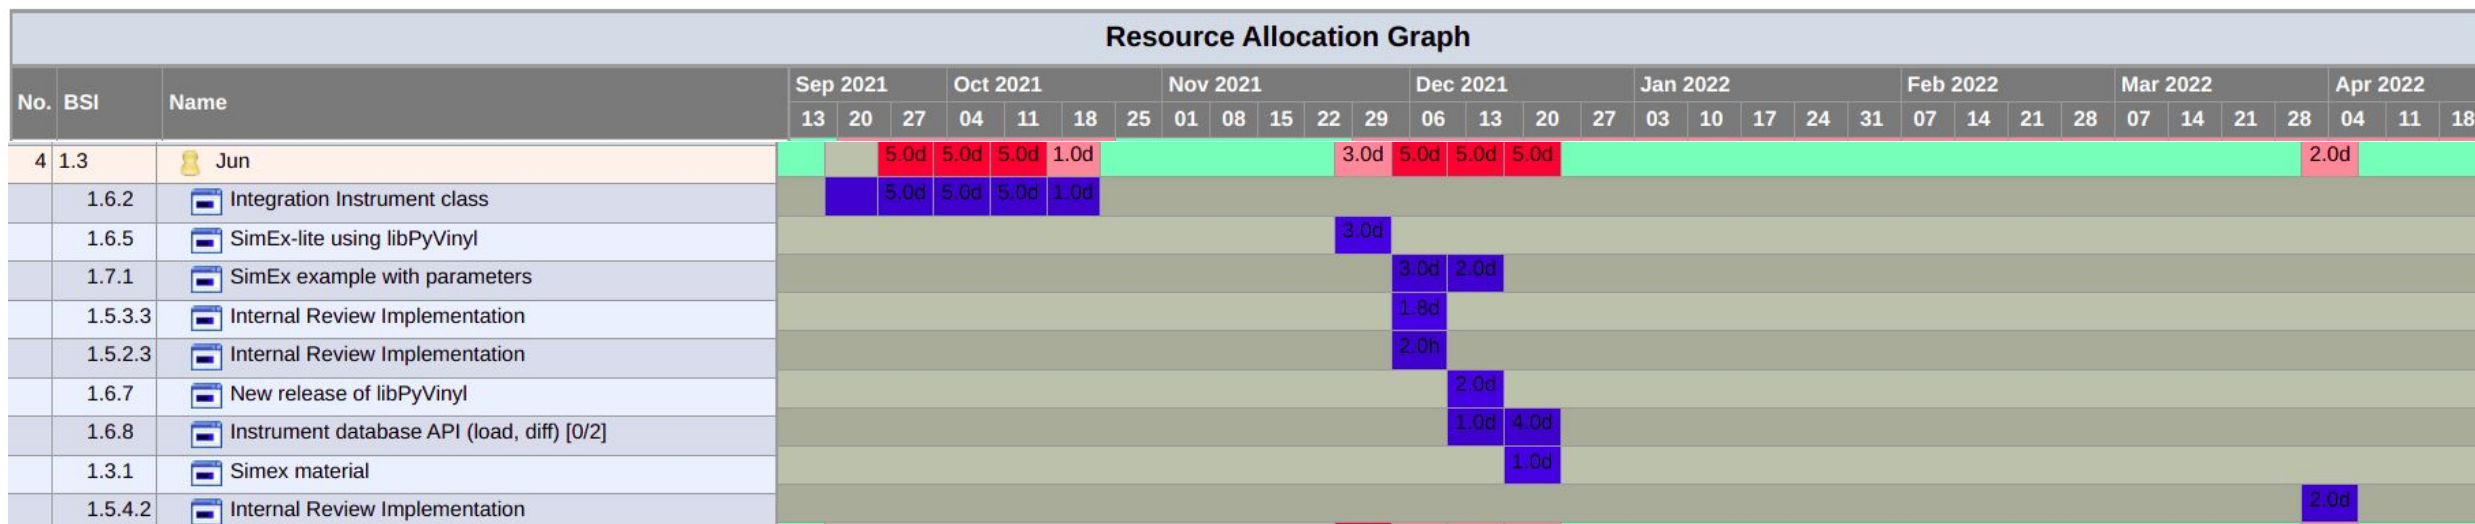 Resource Allocation Graph
No. BSI Name Sep 2021 Oct 2021 Nov 2021 Dec 2021 Jan 2022 Feb 2022 Mar 2022 Apr 2022
13 20 27 04 11 18 25 01 08 15 22 29 06 13 20 27 03 10 17 24 31 07 14 21 28 07 14 21 28 04 11 18
4 1.3 Jun 5.0d 5.0d 5.0d 1.0d 3.0d 5.0d 5.0d 5.0d 2.0d
1.6.2 Integration Instrument class 5.0d 5.0d 5.0d 1.0d
1.6.5 SimEx-lite using libPyVinyl 3.0d
1.7.1 SimEx example with parameters 3.0d 2.0d
1.5.3.3 Internal Review Implementation 1.8d
1.5.2.3 Internal Review Implementation 2.0h
1.6.7 New release of libPyVinyl 2.0d
1.6.8 Instrument database API (load, diff) [0/2] 1.0d 4.0d
1.3.1 Simex material 1.0d
1.5.4.2 Internal Review Implementation 2.0d